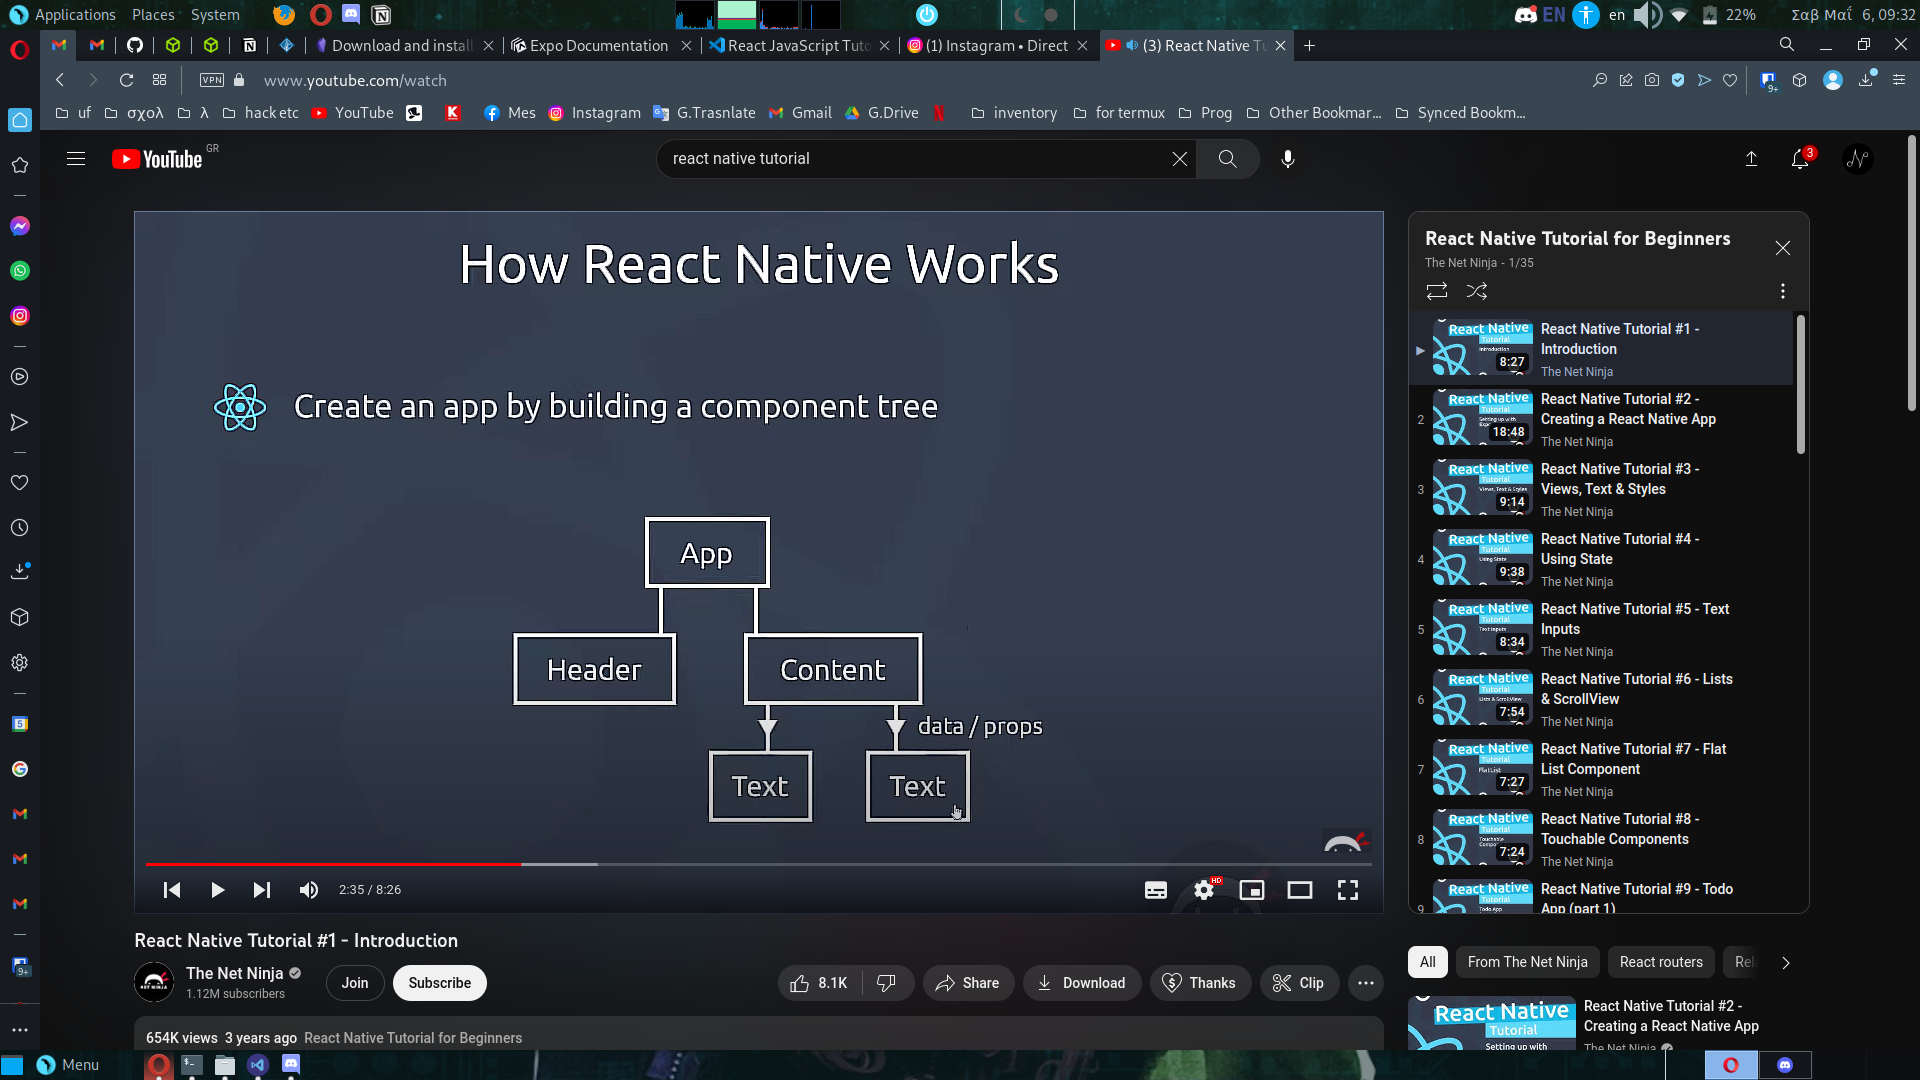 Applications Places System
EN en 22% Σαβ Μαΐ 6, 09:32
Download and instal
Expo Documentation
React JavaScript Tuto
(1) Instagram • Direct
(3) React Native Tu
VPN www.youtube.com/watch
9+
uf σχολ λ hack etc YouTube Mes Instagram G.Trasnlate Gmail G.Drive inventory for termux Prog Other Bookmar... Synced Bookm...
YouTube GR
react native tutorial
3
How React Native Works
Create an app by building a component tree
App
Header Content
data / props
Text Text
2:35 / 8:26
HD
React Native Tutorial #1 - Introduction
The Net Ninja
1.12M subscribers
Join Subscribe
8.1K Share Download Thanks Clip
654K views 3 years ago React Native Tutorial for Beginners
React Native Tutorial for Beginners
The Net Ninja - 1/35
React Native Tutorial #1 -
Introduction
The Net Ninja
8:27
2
React Native Tutorial #2 -
Creating a React Native App
The Net Ninja
18:48
3
React Native Tutorial #3 -
Views, Text & Styles
The Net Ninja
9:14
4
React Native Tutorial #4 -
Using State
The Net Ninja
9:38
5
React Native Tutorial #5 - Text
Inputs
The Net Ninja
8:34
6
React Native Tutorial #6 - Lists
& ScrollView
The Net Ninja
7:54
7
React Native Tutorial #7 - Flat
List Component
The Net Ninja
7:27
8
React Native Tutorial #8 -
Touchable Components
The Net Ninja
7:24
9
React Native Tutorial #9 - Todo
App (part 1)
All From The Net Ninja React routers Rel
React Native
Tutorial
Setting up with
React Native Tutorial #2 -
Creating a React Native App
The Net Ninja
9+
Menu